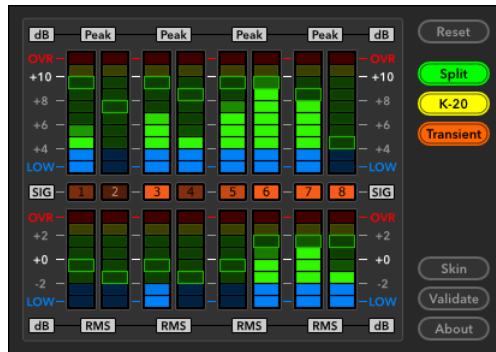 dB Peak Peak Peak Peak dB Reset
OVR OVR
+10 +10 Split
+8 +8 K-20
+6 +6 Transient
+4 +4
LOW LOW
SIG 1 2 3 4 5 6 7 8 SIG
OVR OVR
+2 +2
+0 +0 Skin
-2 -2
LOW LOW Validate
dB RMS RMS RMS RMS dB About